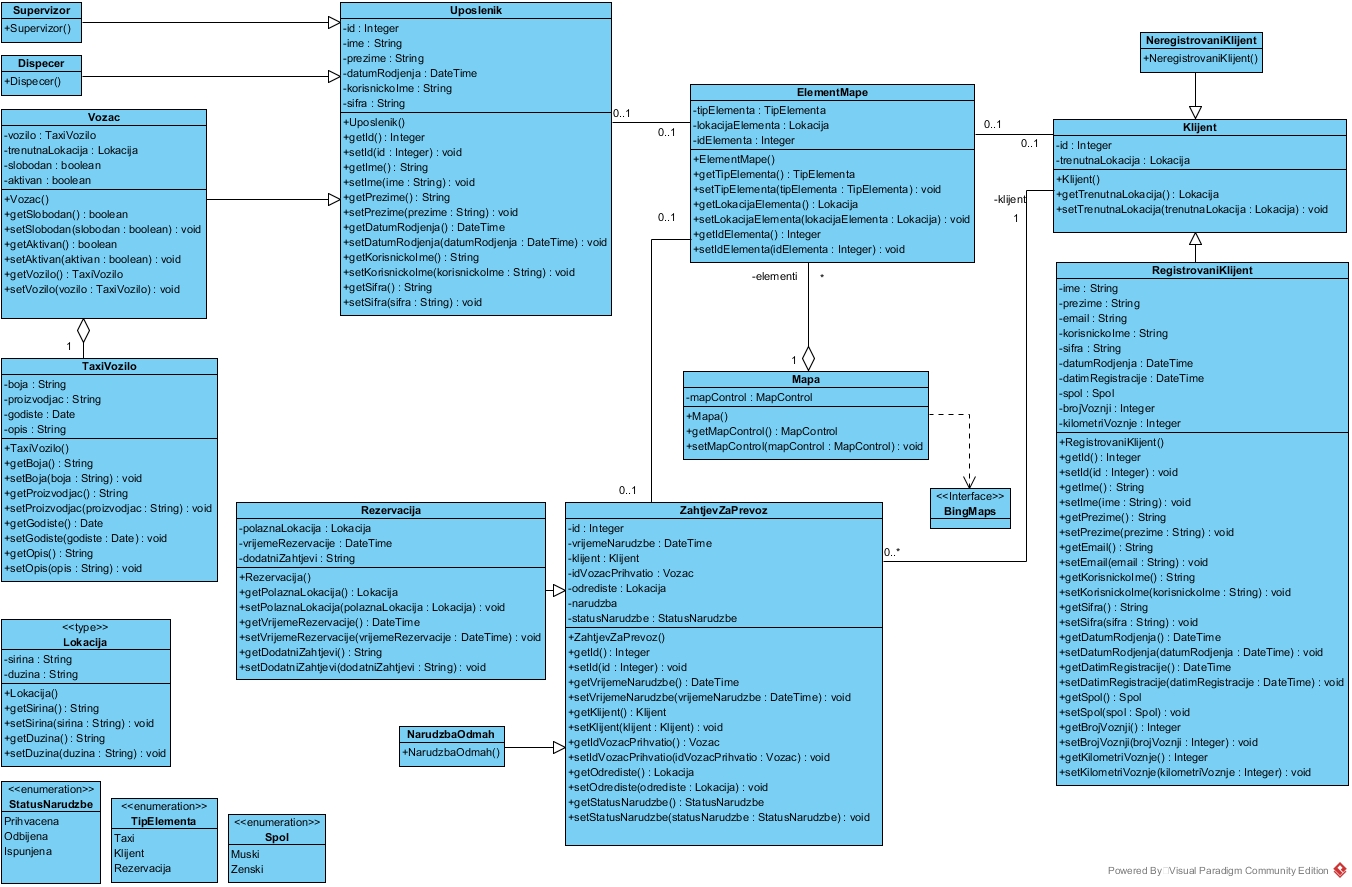 Supervizor
+Supervizor()
Dispecer
+Dispecer()
Vozac
-vozilo : TaxiVozilo
-trenutnaLokacija : Lokacija
-slobodan : boolean
-aktivan : boolean
+Vozac()
+getSlobodan() : boolean
+setSlobodan(slobodan : boolean) : void
+getAktivan() : boolean
+setAktivan(aktivan : boolean) : void
+getVozilo() : TaxiVozilo
+setVozilo(vozilo : TaxiVozilo) : void
1
TaxiVozilo
-boja : String
-proizvodjac : String
-godiste : Date
-opis : String
+TaxiVozilo()
+getBoja() : String
+setBoja(boja : String) : void
+getProizvodjac() : String
+setProizvodjac(proizvodjac : String) : void
+getGodiste() : Date
+setGodiste(godiste : Date) : void
+getOpis() : String
+setOpis(opis : String) : void
Uposlenik
-id : Integer
-ime : String
-prezime : String
-datumRodjenja : DateTime
-korisnickoIme : String
-sifra : String
+Uposlenik()
+getId() : Integer
+setId(id : Integer) : void
+getIme() : String
+setIme(ime : String) : void
+getPrezime() : String
+setPrezime(prezime : String) : void
+getDatumRodjenja() : DateTime
+setDatumRodjenja(datumRodjenja : DateTime) : void
+getKorisnickoIme() : String
+setKorisnickoIme(korisnickoIme : String) : void
+getSifra() : String
+setSifra(sifra : String) : void
0..1
0..1
ElementMape
-tipElementa : TipElementa
-lokacijaElementa : Lokacija
-idElementa : Integer
+ElementMape()
+getTipElementa() : TipElementa
+setTipElementa(tipElementa : TipElementa) : void
+getLokacijaElementa() : Lokacija
+setLokacijaElementa(lokacijaElementa : Lokacija) : void
+getIdElementa() : Integer
+setIdElementa(idElementa : Integer) : void
0..1
0..1
0..1
-elementi
*
1
Mapa
-mapControl : MapControl
+Mapa()
+getMapControl() : MapControl
+setMapControl(mapControl : MapControl) : void
<<Interface>>
BingMaps
NeregistrovaniKlijent
+NeregistrovaniKlijent()
Klijent
-id : Integer
-trenutnaLokacija : Lokacija
+Klijent()
+getTrenutnaLokacija() : Lokacija
+setTrenutnaLokacija(trenutnaLokacija : Lokacija) : void
-klijent
1
RegistrovaniKlijent
-ime : String
-prezime : String
-email : String
-korisnickoIme : String
-sifra : String
-datumRodjenja : DateTime
-datimRegistracije : DateTime
-spol : Spol
-brojVoznji : Integer
-kilometriVoznje : Integer
+RegistrovaniKlijent()
+getId() : Integer
+setId(id : Integer) : void
+getIme() : String
+setIme(ime : String) : void
+getPrezime() : String
+setPrezime(prezime : String) : void
+getEmail() : String
+setEmail(email : String) : void
+getKorisnickoIme() : String
+setKorisnickoIme(korisnickoIme : String) : void
+getSifra() : String
+setSifra(sifra : String) : void
+getDatumRodjenja() : DateTime
+setDatumRodjenja(datumRodjenja : DateTime) : void
+getDatimRegistracije() : DateTime
+setDatimRegistracije(datimRegistracije : DateTime) : void
+getSpol() : Spol
+setSpol(spol : Spol) : void
+getBrojVoznji() : Integer
+setBrojVoznji(brojVoznji : Integer) : void
+getKilometriVoznje() : Integer
+setKilometriVoznje(kilometriVoznje : Integer) : void
Rezervacija
-polaznaLokacija : Lokacija
-vrijemeRezervacije : DateTime
-dodatniZahtjevi : String
+Rezervacija()
+getPolaznaLokacija() : Lokacija
+setPolaznaLokacija(polaznaLokacija : Lokacija) : void
+getVrijemeRezervacije() : DateTime
+setVrijemeRezervacije(vrijemeRezervacije : DateTime) : void
+getDodatniZahtjevi() : String
+setDodatniZahtjevi(dodatniZahtjevi : String) : void
NarudzbaOdmah
+NarudzbaOdmah()
0..1
ZahtjevZaPrevoz
-id : Integer
-vrijemeNarudzbe : DateTime
-klijent : Klijent
-idVozacPrihvatio : Vozac
-odrediste : Lokacija
-narudzba
-statusNarudzbe : StatusNarudzbe
+ZahtjevZaPrevoz()
+getId() : Integer
+setId(id : Integer) : void
+getVrijemeNarudzbe() : DateTime
+setVrijemeNarudzbe(vrijemeNarudzbe : DateTime) : void
+getKlijent() : Klijent
+setKlijent(klijent : Klijent) : void
+getIdVozacPrihvatio() : Vozac
+setIdVozacPrihvatio(idVozacPrihvatio : Vozac) : void
+getOdrediste() : Lokacija
+setOdrediste(odrediste : Lokacija) : void
+getStatusNarudzbe() : StatusNarudzbe
+setStatusNarudzbe(statusNarudzbe : StatusNarudzbe) : void
0..*
<<type>>
Lokacija
-sirina : String
-duzina : String
+Lokacija()
+getSirina() : String
+setSirina(sirina : String) : void
+getDuzina() : String
+setDuzina(duzina : String) : void
<<enumeration>>
StatusNarudzbe
Prihvacena
Odbijena
Ispunjena
<<enumeration>>
TipElementa
Taxi
Klijent
Rezervacija
<<enumeration>>
Spol
Muski
Zenski
Powered By Visual Paradigm Community Edition